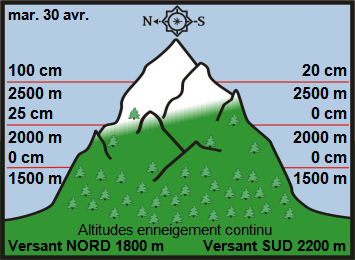 mar. 30 avr.
N S
100 cm 20 cm
2500 m 2500 m
25 cm 0 cm
2000 m 2000 m
0 cm 0 cm
1500 m 1500 m
Altitudes enneigement continu
Versant NORD 1800 m Versant SUD 2200 m